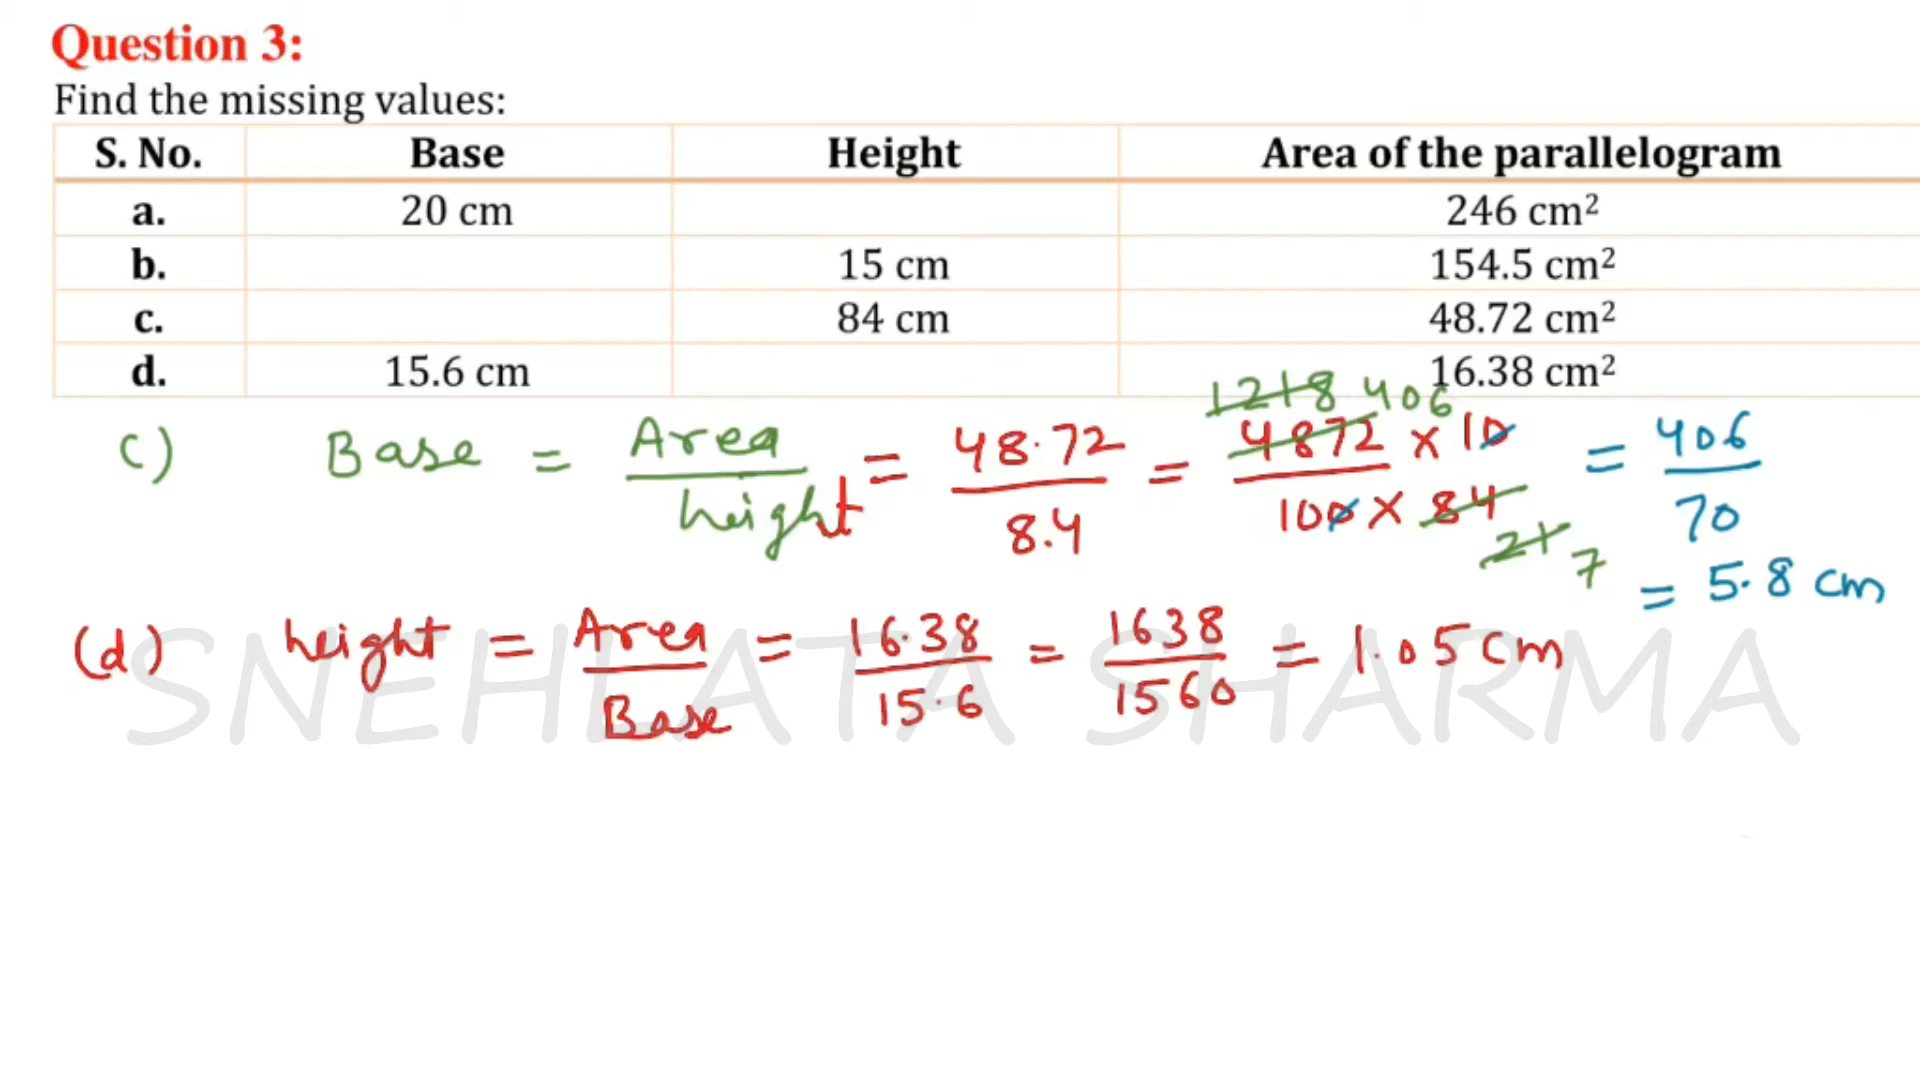 Question 3:
Find the missing values:
S. No. Base Height Area of the parallelogram
a. 20 cm 246 cm²
b. 15 cm 154.5 cm²
c. 84 cm 48.72 cm²
d. 15.6 cm 16.38 cm²
1218 406
c) Base = Area / height = 48.72 / 8.4 = 4872 × 10 / 100 × 84 = 406 / 70
21 7
= 5.8 cm
(d) height = Area / Base = 16.38 / 15.6 = 1638 / 1560 = 1.05 cm
SNEHLATA SHARMA